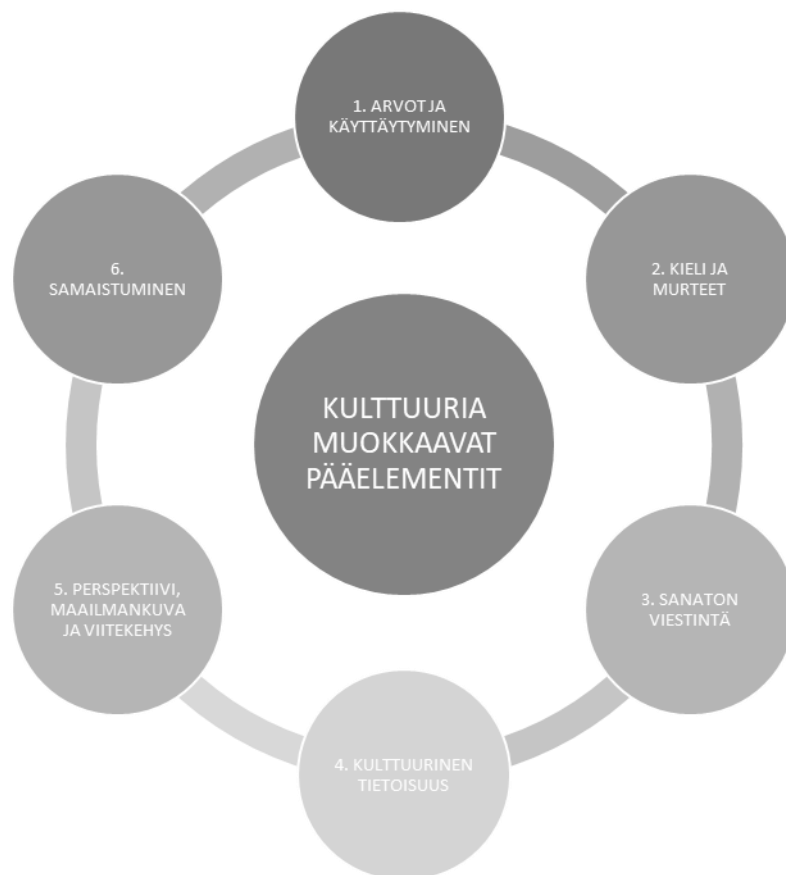 1. ARVOT JA
KÄYTTÄYTYMINEN
2. KIELI JA
MURTEET
3. SANATON
VIESTINTÄ
4. KULTTUURINEN
TIETOISUUS
5. PERSPEKTIIVI,
MAAILMANKUVA
JA VIITEKEHYS
6.
SAMAISTUMINEN
KULTTUURIA
MUOKKAAVAT
PÄÄELEMENTIT